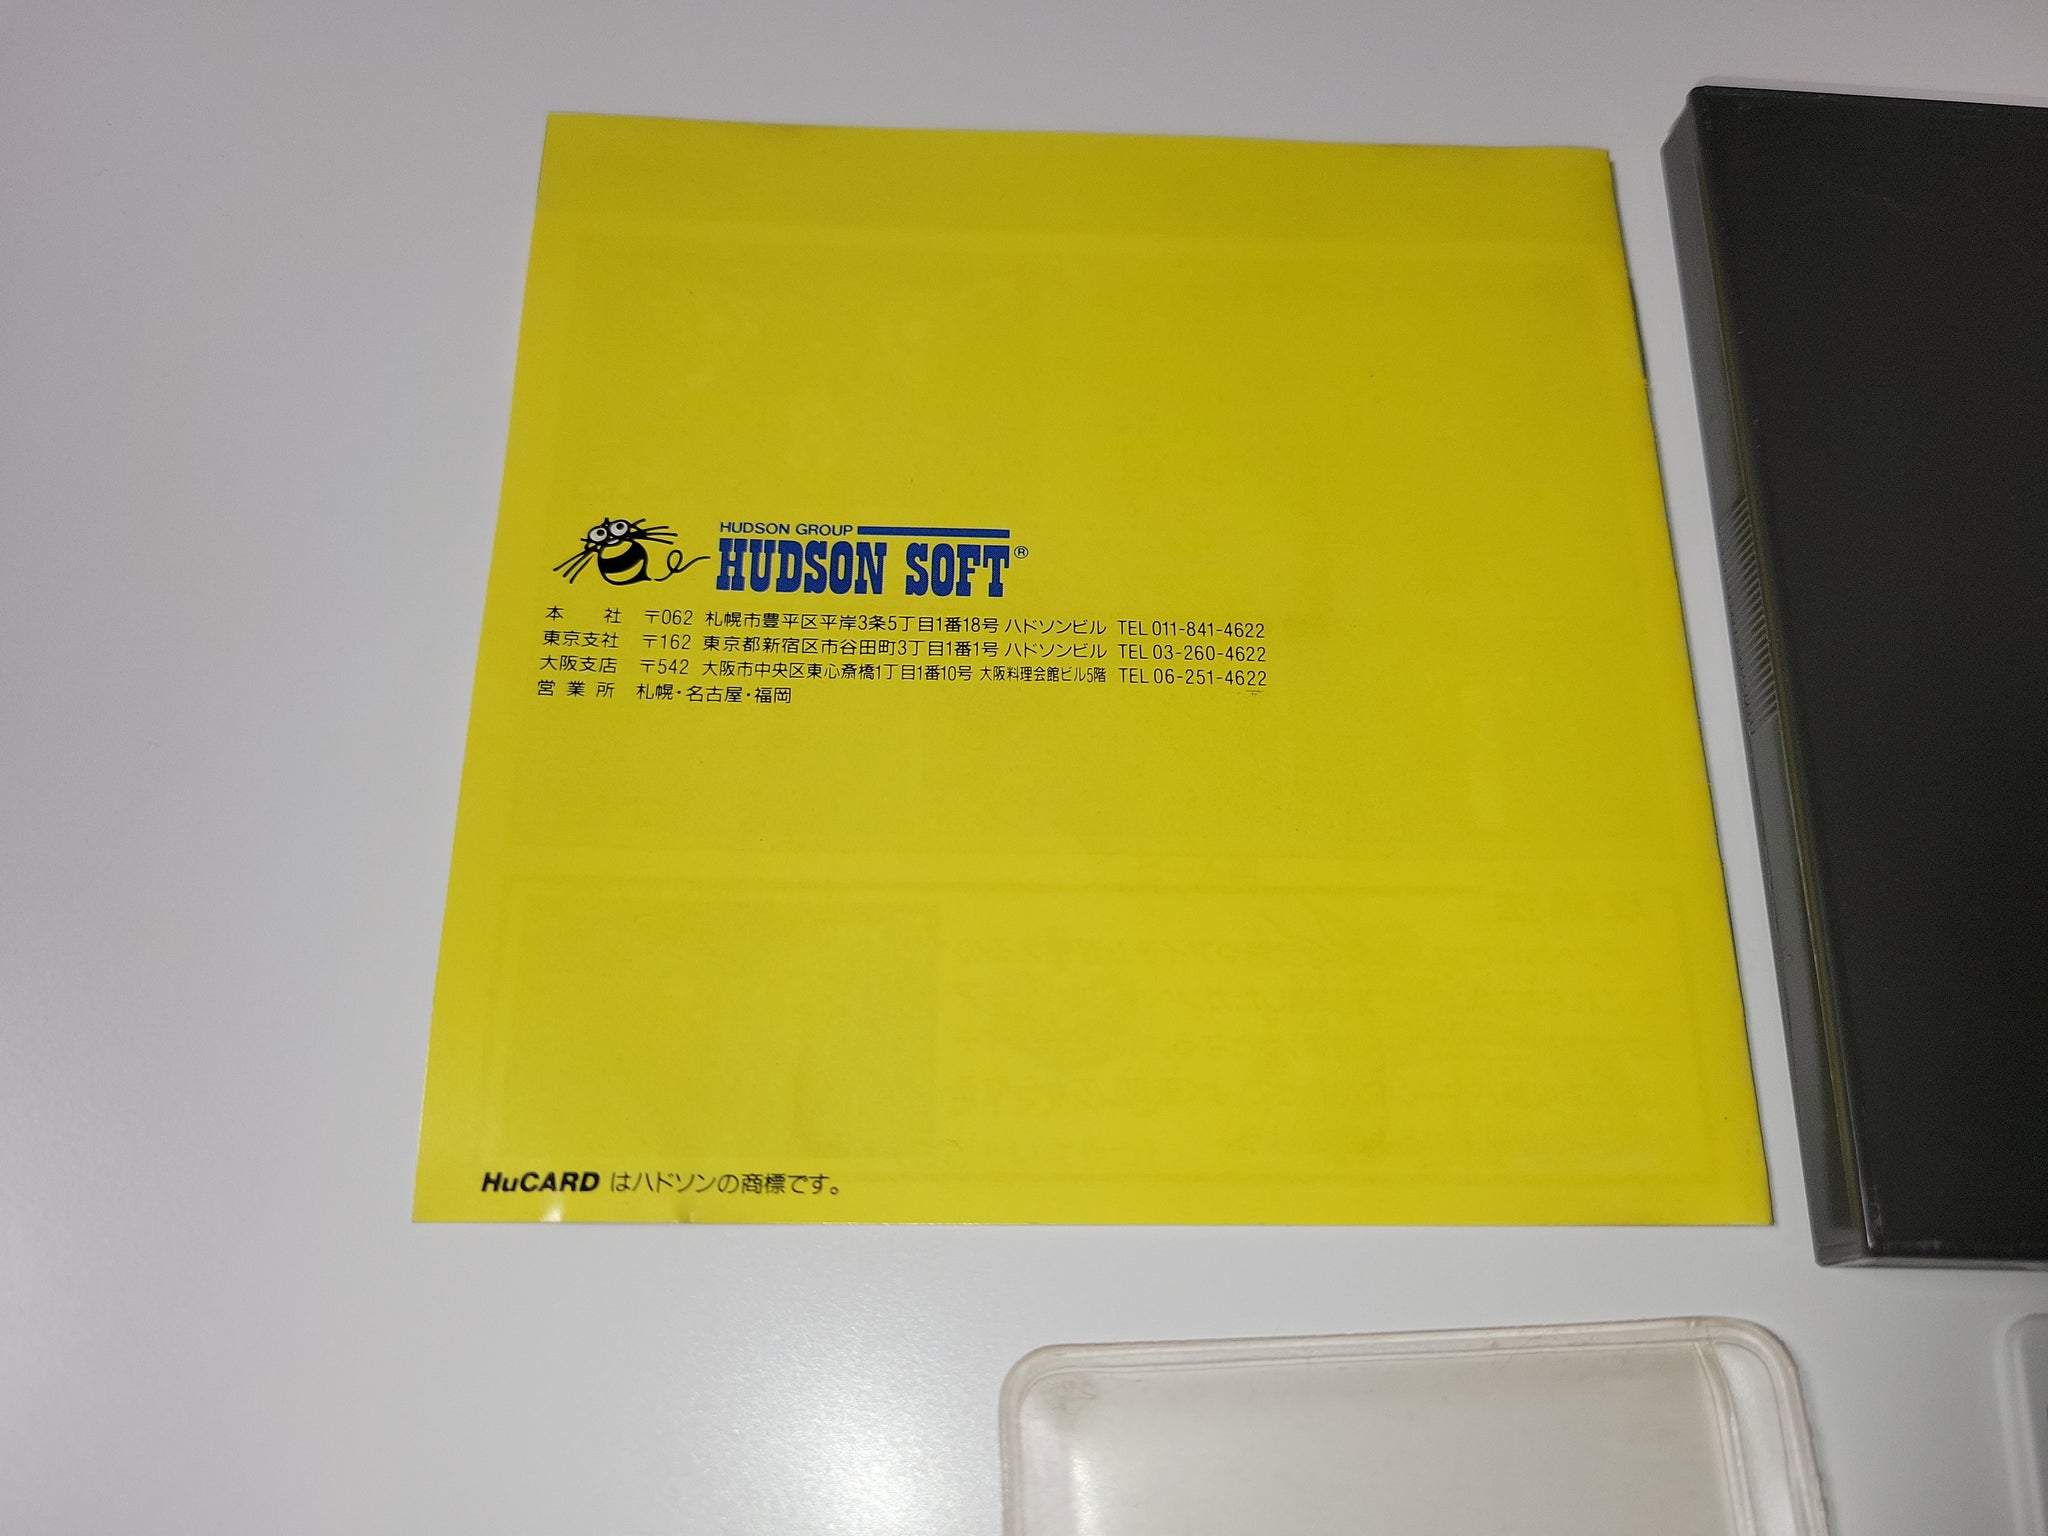 HUDSON GROUP
HUDSON SOFT®
本 社 〒062 札幌市豊平区平岸3条5丁目1番18号 ハドソンビル TEL 011-841-4622
東京支社 〒162 東京都新宿区市谷田町3丁目1番1号 ハドソンビル TEL 03-260-4622
大阪支店 〒542 大阪市中央区東心斎橋1丁目1番10号 大阪料理会館ビル5階 TEL 06-251-4622
営業所 札幌・名古屋・福岡
HuCARD はハドソンの商標です。